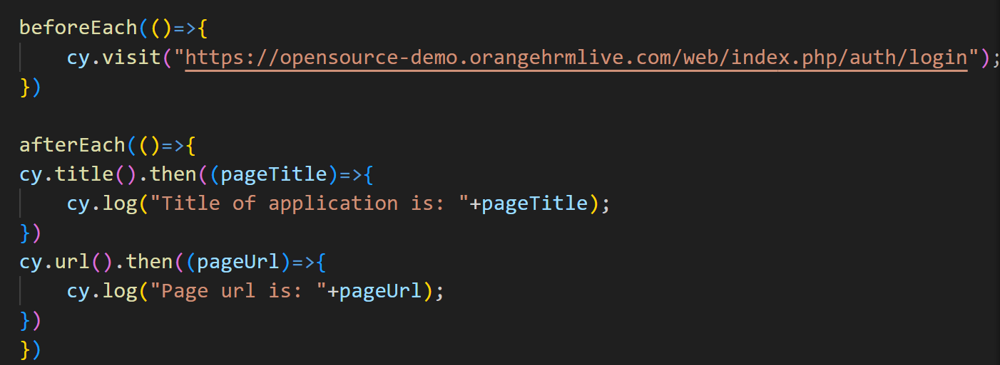 beforeEach(()=>{
    cy.visit("https://opensource-demo.orangehrmlive.com/web/index.php/auth/login");
})

afterEach(()=>{
cy.title().then((pageTitle)=>{
    cy.log("Title of application is: "+pageTitle);
})
cy.url().then((pageUrl)=>{
    cy.log("Page url is: "+pageUrl);
})
})